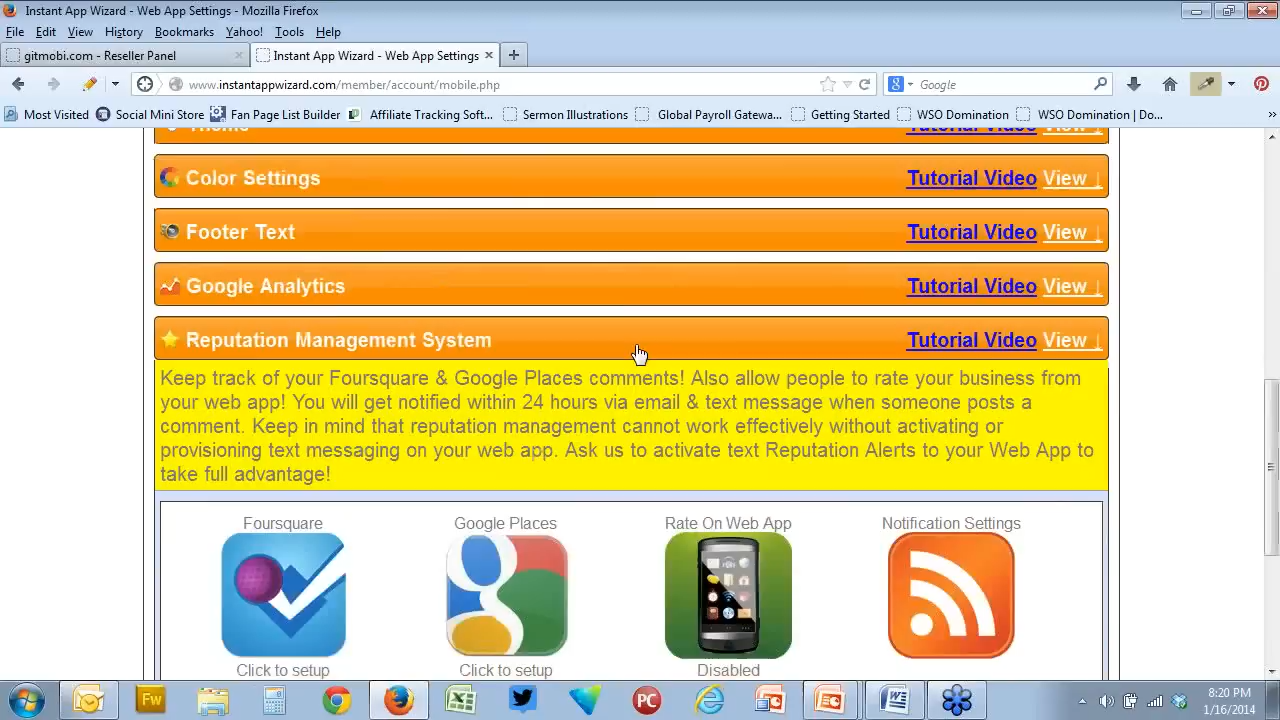 Instant App Wizard - Web App Settings - Mozilla Firefox
File Edit View History Bookmarks Yahoo! Tools Help
gitmobi.com - Reseller Panel × Instant App Wizard - Web App Settings × +
www.instantappwizard.com/member/account/mobile.php Google
Most Visited Social Mini Store Fan Page List Builder Affiliate Tracking Soft... Sermon Illustrations Global Payroll Gatewa... Getting Started WSO Domination WSO Domination | Do... »
Theme Tutorial Video View ↓
Color Settings Tutorial Video View ↓
Footer Text Tutorial Video View ↓
Google Analytics Tutorial Video View ↓
Reputation Management System Tutorial Video View ↓
Keep track of your Foursquare & Google Places comments! Also allow people to rate your business from
your web app! You will get notified within 24 hours via email & text message when someone posts a
comment. Keep in mind that reputation management cannot work effectively without activating or
provisioning text messaging on your web app. Ask us to activate text Reputation Alerts to your Web App to
take full advantage!
Foursquare Google Places Rate On Web App Notification Settings
Click to setup Click to setup Disabled
Fw PC
8:20 PM
1/16/2014